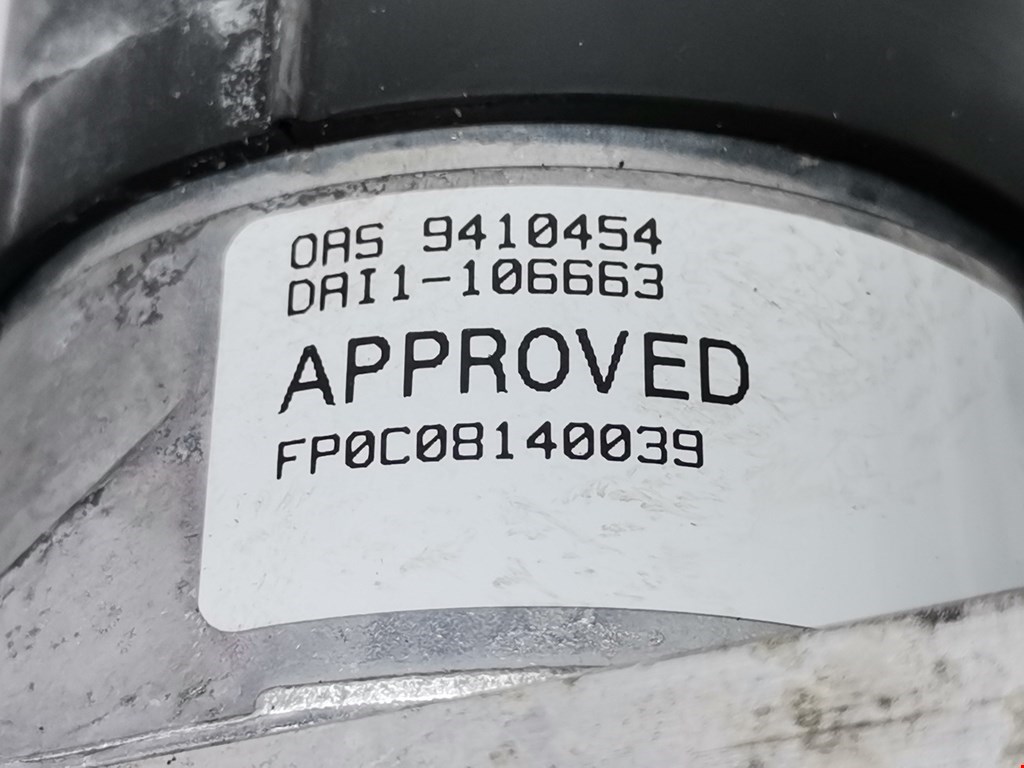 OAS 9410454
DAI1-106663
APPROVED
FP0C08140039